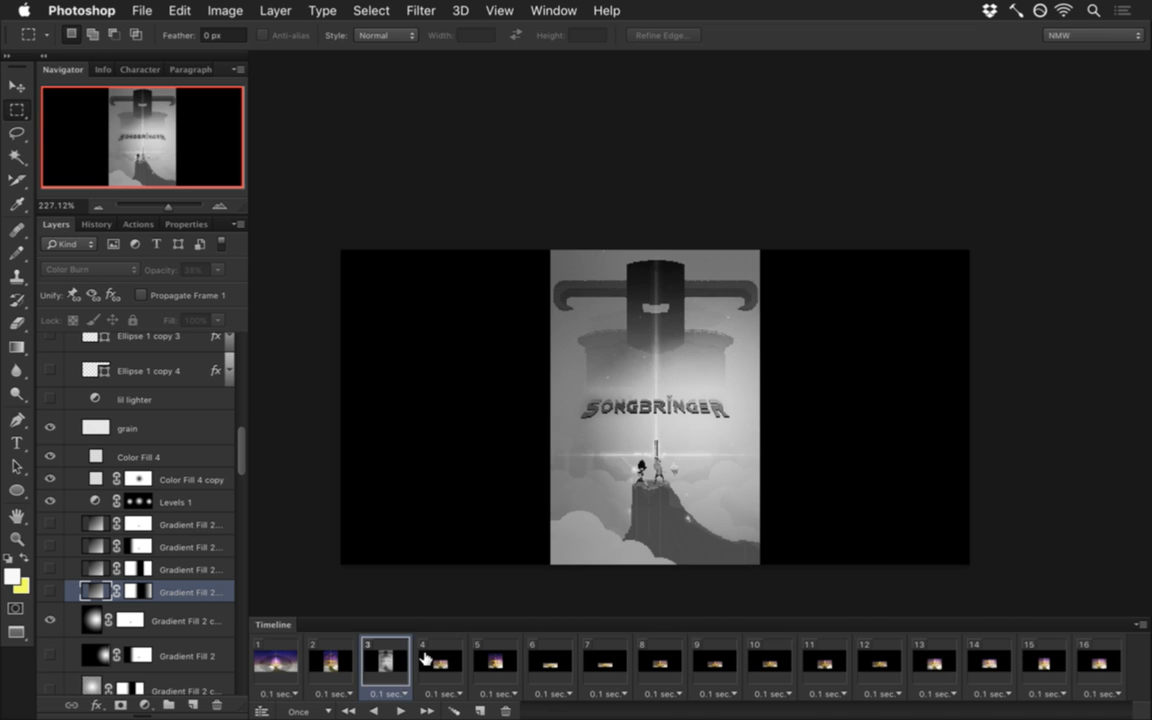 Photoshop File Edit Image Layer Type Select Filter 3D View Window Help
Feather: 0 px Anti-alias Style: Normal Width: Height: Refine Edge... NMW
Navigator Info Character Paragraph
227.12%
Layers History Actions Properties
Kind
Color Burn Opacity: 38%
Unify: Propagate Frame 1
Lock: Fill: 100%
Ellipse 1 copy 3 fx
Ellipse 1 copy 4 fx
lil lighter
grain
Color Fill 4
Color Fill 4 copy
Levels 1
Gradient Fill 2...
Gradient Fill 2...
Gradient Fill 2...
Gradient Fill 2...
Gradient Fill 2 c...
Gradient Fill 2
Gradient Fill 2 c...
fx
SONGBRINGER
SONGBRINGER
Timeline
1 2 3 4 5 6 7 8 9 10 11 12 13 14 15 16
0.1 sec. 0.1 sec. 0.1 sec. 0.1 sec. 0.1 sec. 0.1 sec. 0.1 sec. 0.1 sec. 0.1 sec. 0.1 sec. 0.1 sec. 0.1 sec. 0.1 sec. 0.1 sec. 0.1 sec. 0.1 sec.
Once